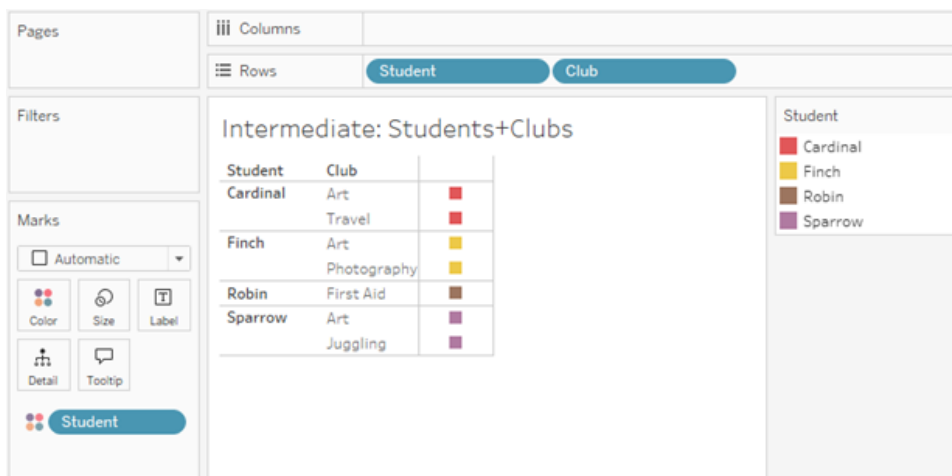 Pages
Columns
Rows Student Club
Filters
Intermediate: Students+Clubs
Student Club
Cardinal Art
Travel
Finch Art
Photography
Robin First Aid
Sparrow Art
Juggling
Student
Cardinal
Finch
Robin
Sparrow
Marks
Automatic
Color Size T Label
Detail Tooltip
Student